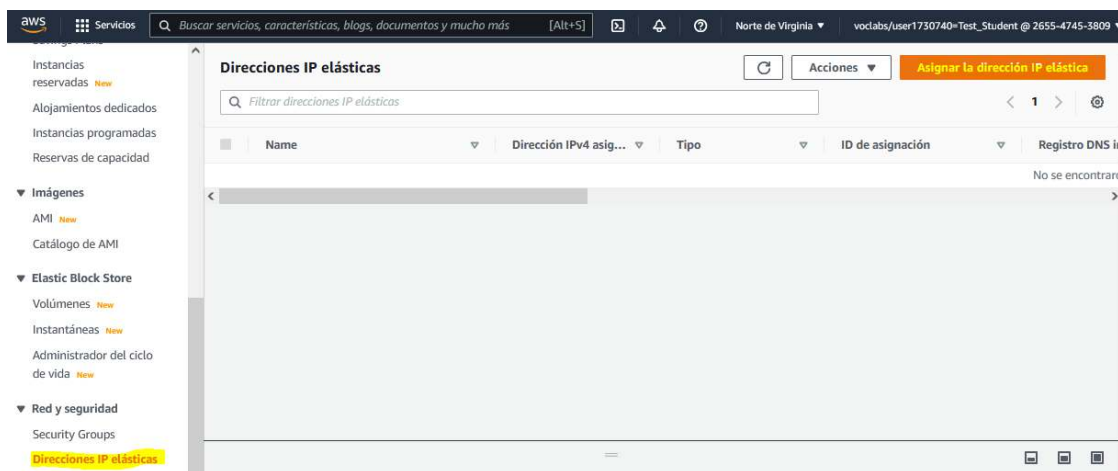 aws Servicios Buscar servicios, características, blogs, documentos y mucho más [Alt+S] Norte de Virginia ▼ voclabs/user1730740=Test_Student @ 2655-4745-3809
Instancias
reservadas New
Alojamientos dedicados
Instancias programadas
Reservas de capacidad
▼ Imágenes
AMI New
Catálogo de AMI
▼ Elastic Block Store
Volúmenes New
Instantáneas New
Administrador del ciclo
de vida New
▼ Red y seguridad
Security Groups
Direcciones IP elásticas
Direcciones IP elásticas Acciones ▼ Asignar la dirección IP elástica
Filtrar direcciones IP elásticas < 1 >
Name Dirección IPv4 asig... Tipo ID de asignación Registro DNS
No se encontrar